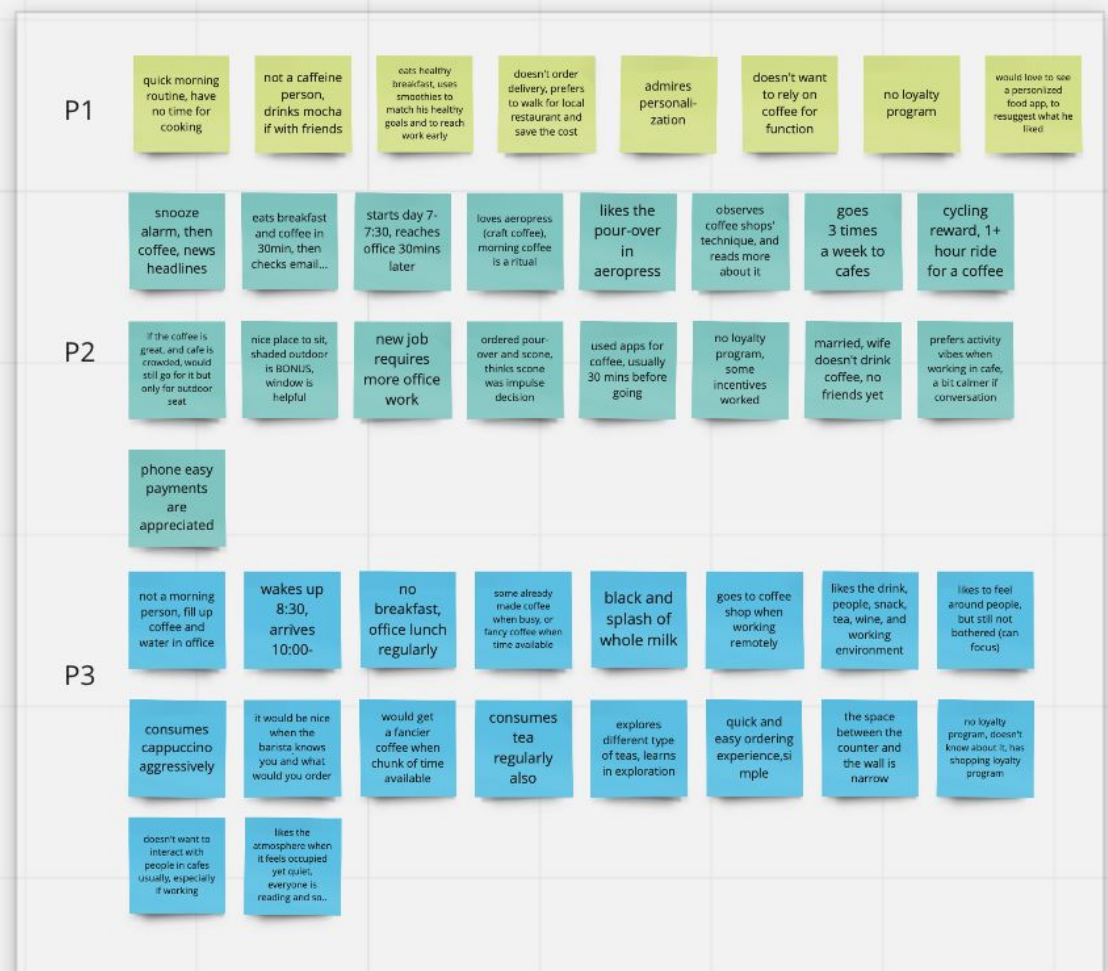 P1
quick morning
routine, have
no time for
cooking
not a caffeine
person,
drinks mocha
if with friends
eats healthy
breakfast, uses
smoothies to
match his healthy
goals and to reach
work early
doesn't order
delivery, prefers
to walk for local
restaurant and
save the cost
admires
personali-
zation
doesn't want
to rely on
coffee for
function
no loyalty
program
would love to see
a personlized
food app, to
resuggest what he
liked
P2
snooze
alarm, then
coffee, news
headlines
eats breakfast
and coffee in
30min, then
checks email...
starts day 7-
7:30, reaches
office 30mins
later
loves aeropress
(craft coffee),
morning coffee
is a ritual
likes the
pour-over
in
aeropress
observes
coffee shops'
technique, and
reads more
about it
goes
3 times
a week to
cafes
cycling
reward, 1+
hour ride
for a coffee
if the coffee is
great, and cafe is
crowded, would
still go for it but
only for outdoor
seat
nice place to sit,
shaded outdoor
is BONUS,
window is
helpful
new job
requires
more office
work
ordered pour-
over and scone,
thinks scone
was impulse
decision
used apps for
coffee, usually
30 mins before
going
no loyalty
program,
some
incentives
worked
married, wife
doesn't drink
coffee, no
friends yet
prefers activity
vibes when
working in cafe,
a bit calmer if
conversation
phone easy
payments
are
appreciated
P3
not a morning
person, fill up
coffee and
water in office
wakes up
8:30,
arrives
10:00-
no
breakfast,
office lunch
regularly
some already
made coffee
when busy, or
fancy coffee when
time available
black and
splash of
whole milk
goes to coffee
shop when
working
remotely
likes the drink,
people, snack,
tea, wine, and
working
environment
likes to feel
around people,
but still not
bothered (can
focus)
consumes
cappuccino
aggressively
it would be nice
when the
barista knows
you and what
would you order
would get
a fancier
coffee when
chunk of time
available
consumes
tea
regularly
also
explores
different type
of teas, learns
in exploration
quick and
easy ordering
experience,si
mple
the space
between the
counter and
the wall is
narrow
no loyalty
program, doesn't
know about it, has
shopping loyalty
program
doesn't want to
interact with
people in cafes
usually, especially
if working
likes the
atmosphere when
it feels occupied
yet quiet,
everyone is
reading and so..